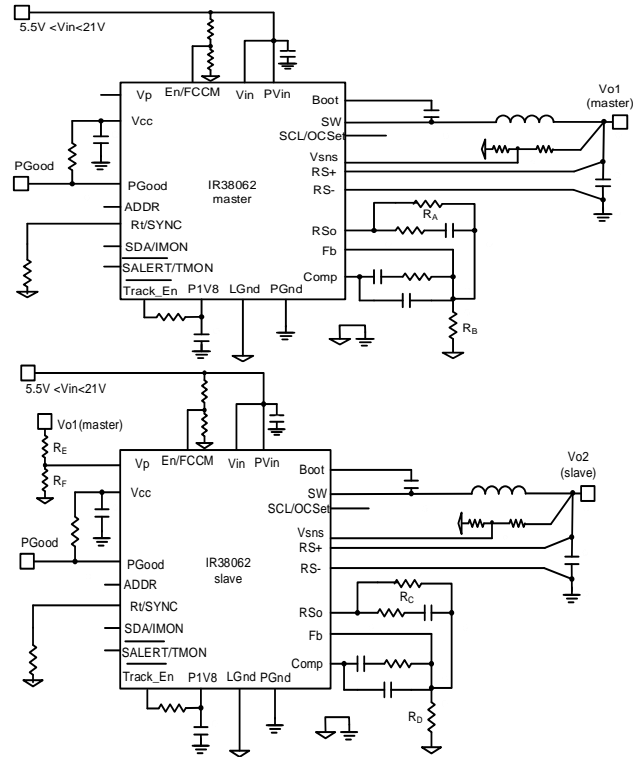 5.5V <Vin<21V
Vp
En/FCCM
Vin
PVin
Boot
Vo1
(master)
Vcc
SW
SCL/OCSet
Vsns
PGood
RS+
PGood
IR38062
master
RS-
ADDR
RA
Rt/SYNC
RSo
SDA/IMON
Fb
SALERT/TMON
Comp
Track_En
P1V8
LGnd
PGnd
RB
5.5V <Vin<21V
Vo1(master)
RE
Vp
En/FCCM
Vin
PVin
Boot
Vo2
(slave)
RF
Vcc
SW
SCL/OCSet
Vsns
PGood
RS+
PGood
IR38062
slave
RS-
ADDR
RC
Rt/SYNC
RSo
SDA/IMON
Fb
SALERT/TMON
Comp
Track_En
P1V8
LGnd
PGnd
RD